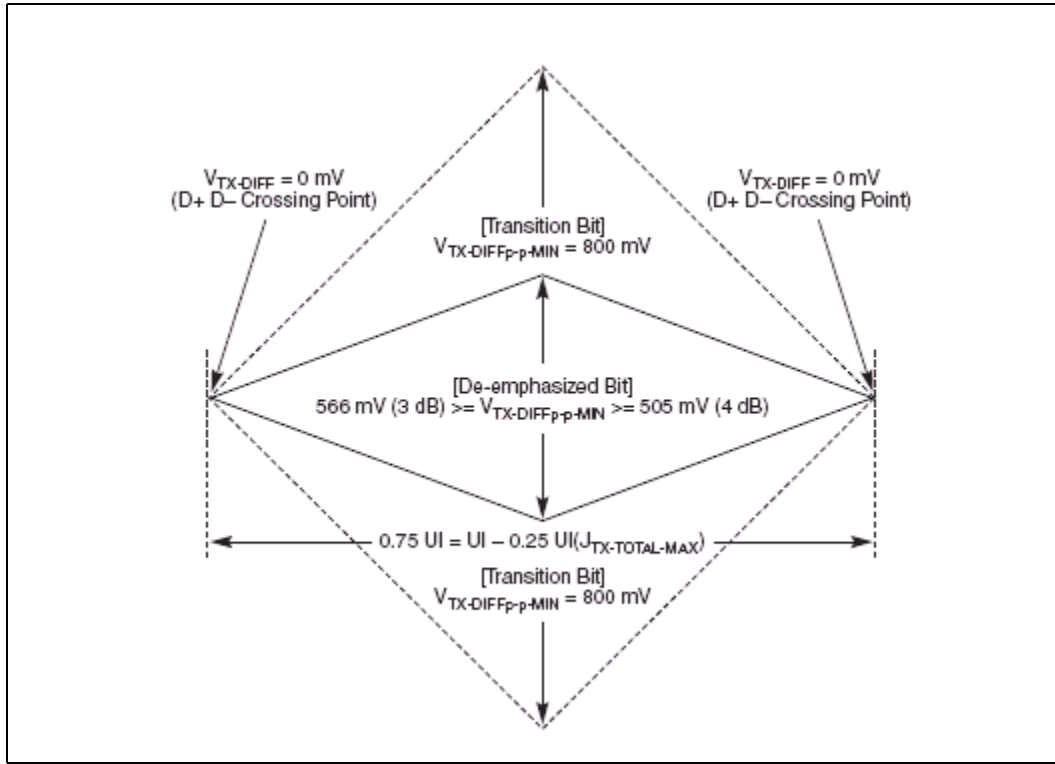 V_TX-DIFF = 0 mV
(D+ D– Crossing Point)
V_TX-DIFF = 0 mV
(D+ D– Crossing Point)
[Transition Bit]
V_TX-DIFFp-p-MIN = 800 mV
[De-emphasized Bit]
566 mV (3 dB) >= V_TX-DIFFp-p-MIN >= 505 mV (4 dB)
0.75 UI = UI – 0.25 UI(J_TX-TOTAL-MAX)
[Transition Bit]
V_TX-DIFFp-p-MIN = 800 mV